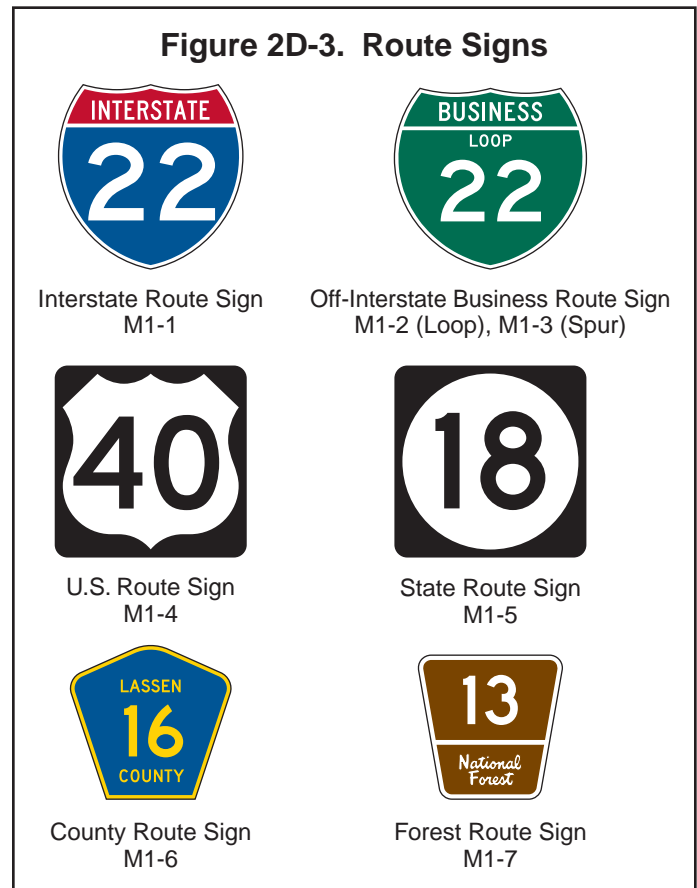 Figure 2D-3. Route Signs
INTERSTATE
22
Interstate Route Sign
M1-1
BUSINESS
LOOP
22
Off-Interstate Business Route Sign
M1-2 (Loop), M1-3 (Spur)
40
U.S. Route Sign
M1-4
18
State Route Sign
M1-5
LASSEN
16
COUNTY
County Route Sign
M1-6
13
National
Forest
Forest Route Sign
M1-7